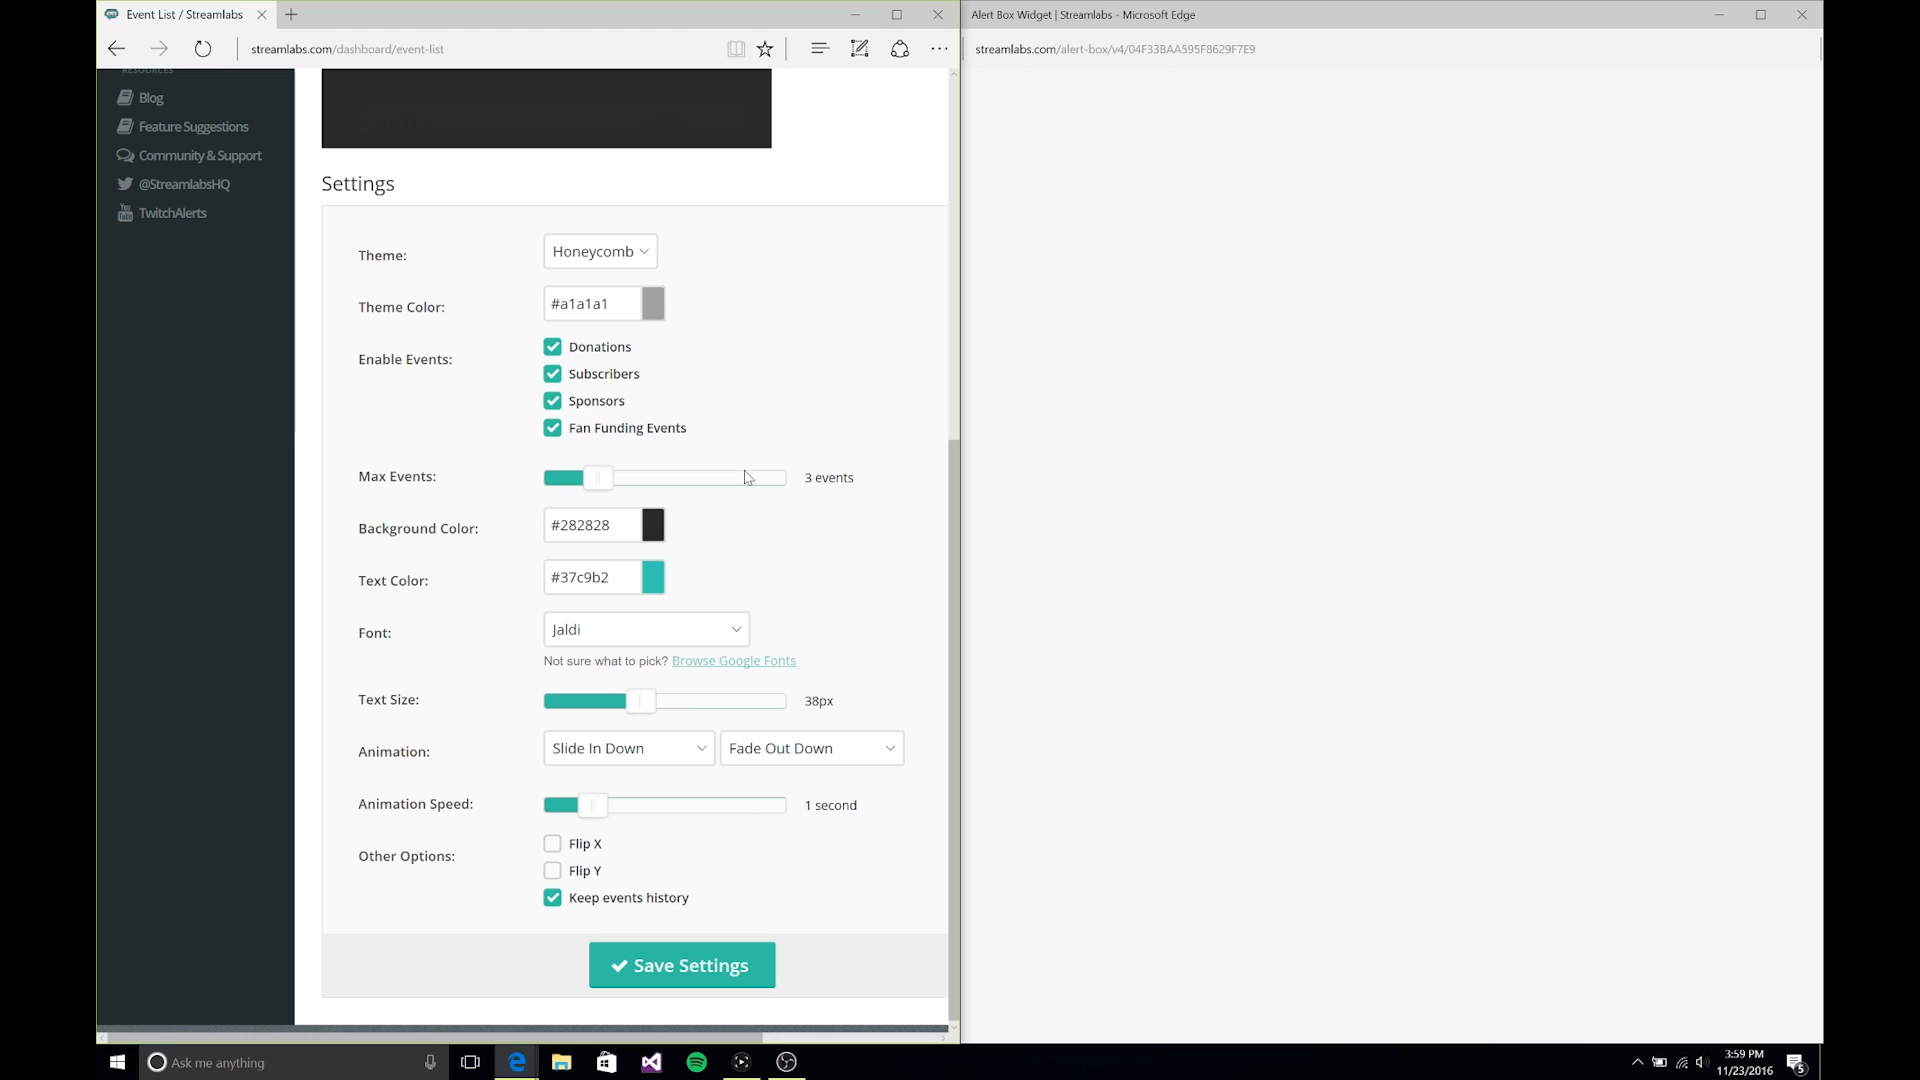 Event List / Streamlabs
Alert Box Widget | Streamlabs - Microsoft Edge
streamlabs.com/dashboard/event-list
streamlabs.com/alert-box/v4/04F33BAA595F8629F7E9
RESOURCES
Blog
Feature Suggestions
Community & Support
@StreamlabsHQ
You Tube TwitchAlerts
Settings
Theme: Honeycomb
Theme Color: #a1a1a1
Enable Events: Donations
Subscribers
Sponsors
Fan Funding Events
Max Events: 3 events
Background Color: #282828
Text Color: #37c9b2
Font: Jaldi
Not sure what to pick? Browse Google Fonts
Text Size: 38px
Animation: Slide In Down Fade Out Down
Animation Speed: 1 second
Other Options: Flip X
Flip Y
Keep events history
Save Settings
Ask me anything
3:59 PM
11/23/2016
5